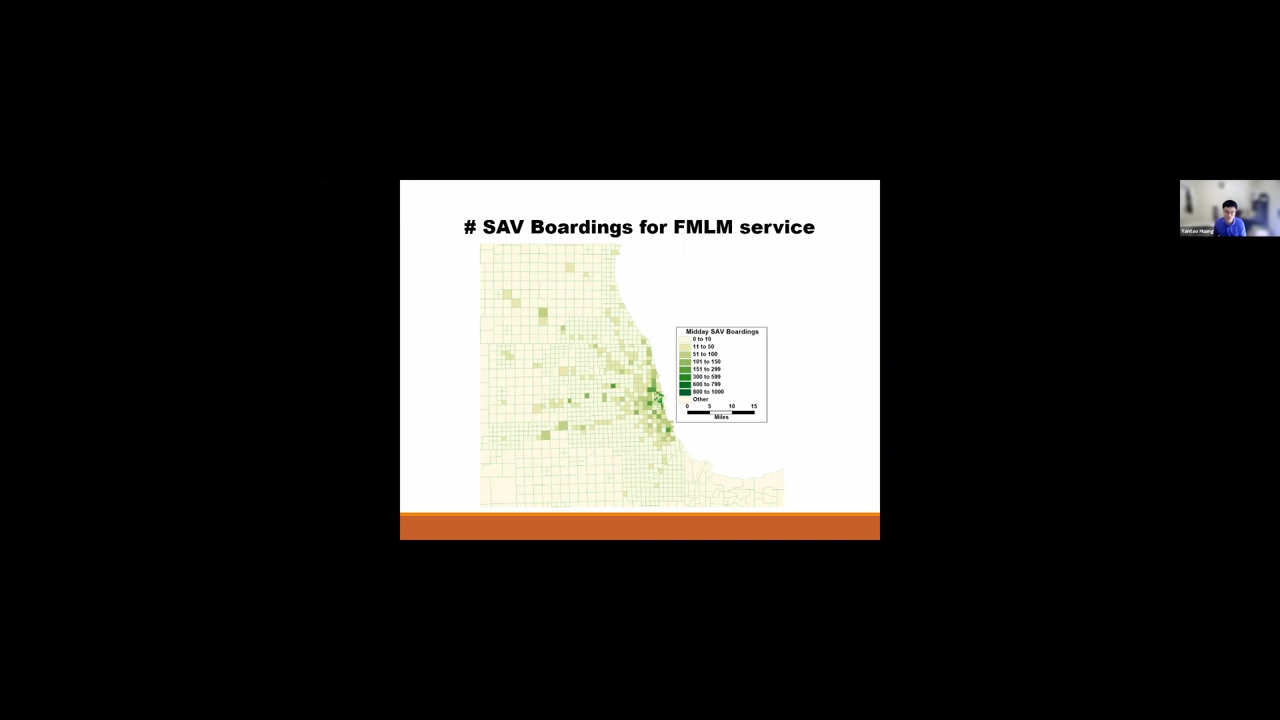 # SAV Boardings for FMLM service
Midday SAV Boardings
0 to 10
11 to 50
51 to 100
101 to 150
151 to 299
300 to 599
600 to 799
800 to 1000
Other
0 5 10 15
Miles
Yantao Huang